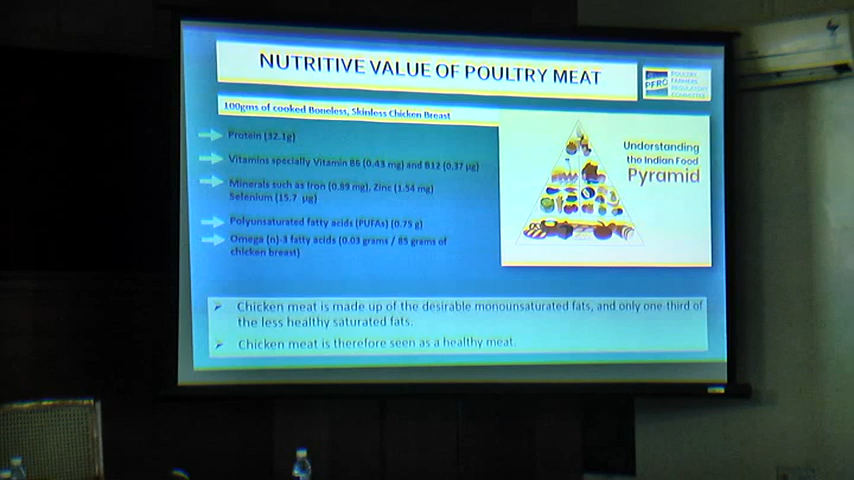 NUTRITIVE VALUE OF POULTRY MEAT
PFRC
POULTRY
FARMERS
REGULATORY
COMMITTEE
100gms of cooked Boneless, Skinless Chicken Breast
Protein (32.1g)
Vitamins specially Vitamin B6 (0.43 mg) and B12 (0.37 µg)
Minerals such as Iron (0.89 mg), Zinc (1.54 mg)
Selenium (15.7 µg)
Polyunsaturated fatty acids (PUFAs) (0.75 g)
Omega (n)-3 fatty acids (0.03 grams / 85 grams of
chicken breast)
Understanding
the Indian Food
Pyramid
Chicken meat is made up of the desirable monounsaturated fats, and only one-third of
the less healthy saturated fats.
Chicken meat is therefore seen as a healthy meat.